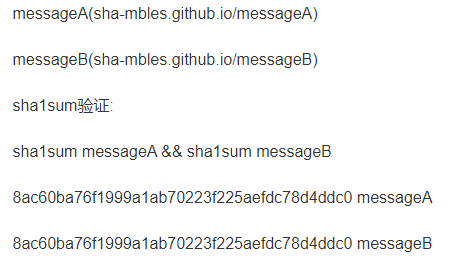 messageA(sha-mbles.github.io/messageA)
messageB(sha-mbles.github.io/messageB)
sha1sum验证:
sha1sum messageA && sha1sum messageB
8ac60ba76f1999a1ab70223f225aefdc78d4ddc0 messageA
8ac60ba76f1999a1ab70223f225aefdc78d4ddc0 messageB